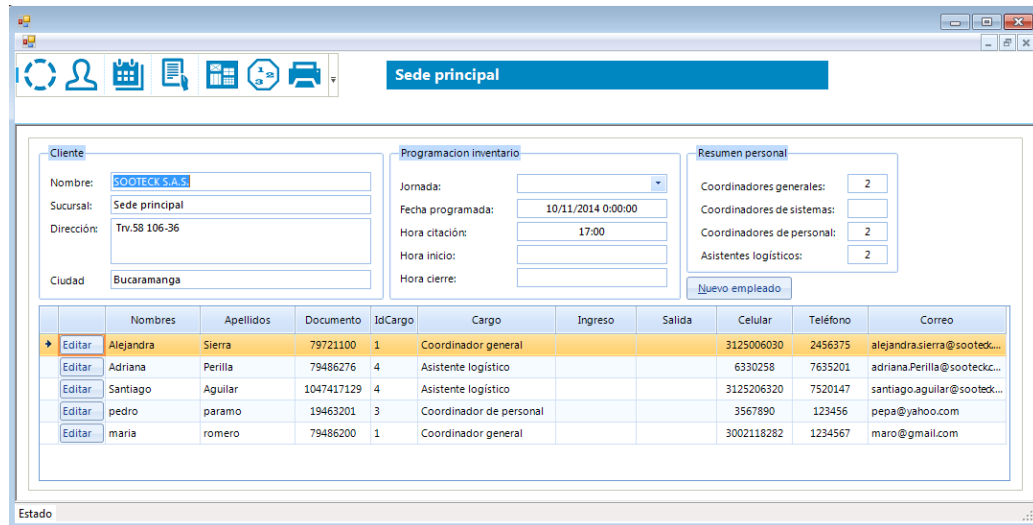 Sede principal
Cliente
Nombre: SOOTECK S.A.S.
Sucursal: Sede principal
Dirección: Trv.58 106-36
Ciudad Bucaramanga
Programacion inventario
Jornada:
Fecha programada: 10/11/2014 0:00:00
Hora citación: 17:00
Hora inicio:
Hora cierre:
Resumen personal
Coordinadores generales: 2
Coordinadores de sistemas:
Coordinadores de personal: 2
Asistentes logísticos: 2
Nuevo empleado
Nombres Apellidos Documento IdCargo Cargo Ingreso Salida Celular Teléfono Correo
Editar Alejandra Sierra 79721100 1 Coordinador general 3125006030 2456375 alejandra.sierra@sooteck....
Editar Adriana Perilla 79486276 4 Asistente logístico 6330258 7635201 adriana.Perilla@sooteckc...
Editar Santiago Aguilar 1047417129 4 Asistente logístico 3125206320 7520147 santiago.aguilar@sooteck...
Editar pedro paramo 19463201 3 Coordinador de personal 3567890 123456 pepa@yahoo.com
Editar maria romero 79486200 1 Coordinador general 3002118282 1234567 maro@gmail.com
Estado